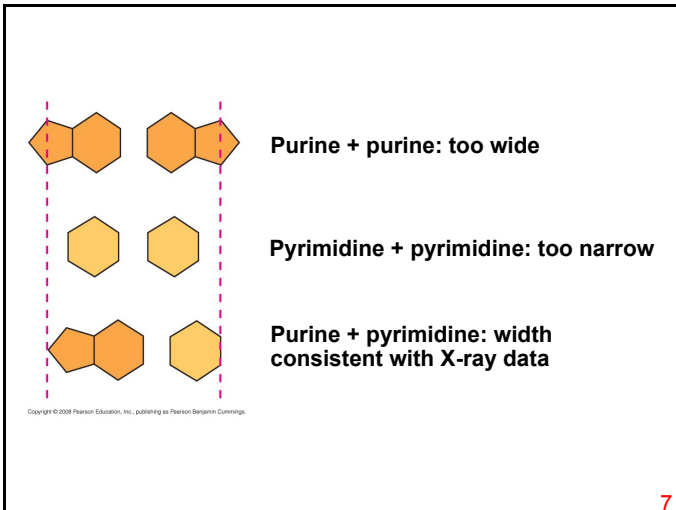 Purine + purine: too wide
Pyrimidine + pyrimidine: too narrow
Purine + pyrimidine: width
consistent with X-ray data
Copyright © 2008 Pearson Education, Inc., publishing as Pearson Benjamin Cummings.
7